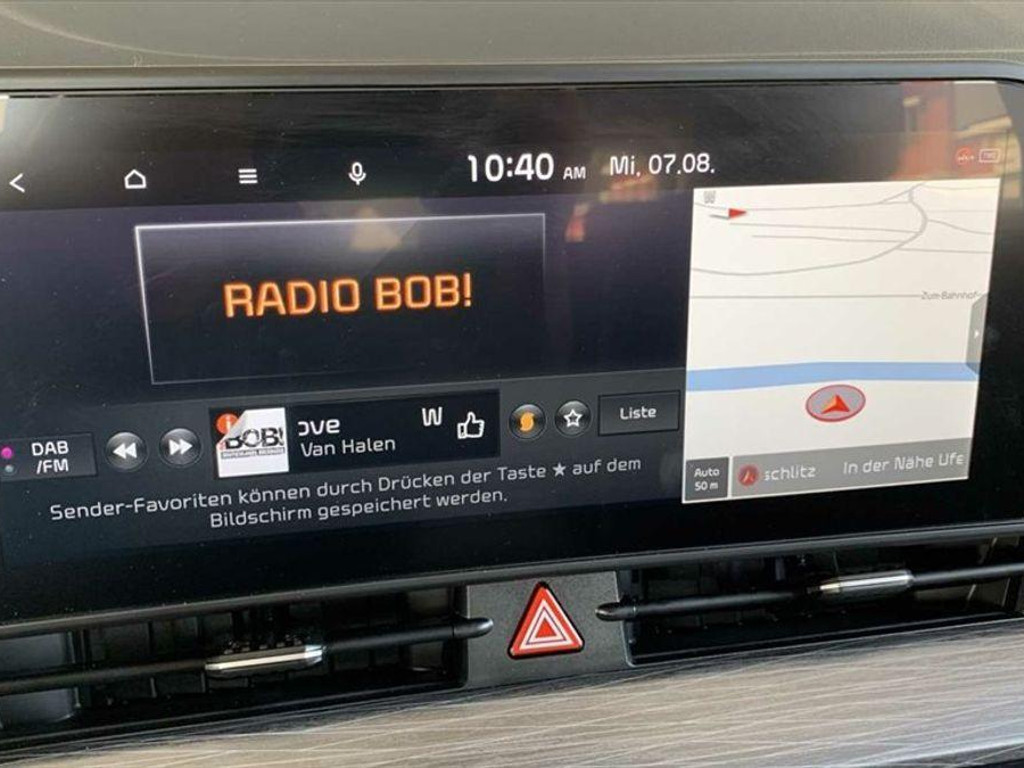 10:40 AM Mi, 07.08.
RADIO BOB!
W
Zum Bahnhof
DAB
/FM
BOB!
ove
Van Halen
W
Liste
Sender-Favoriten können durch Drücken der Taste ★ auf dem
Bildschirm gespeichert werden.
Auto
50 m
schlitz In der Nähe Ufe